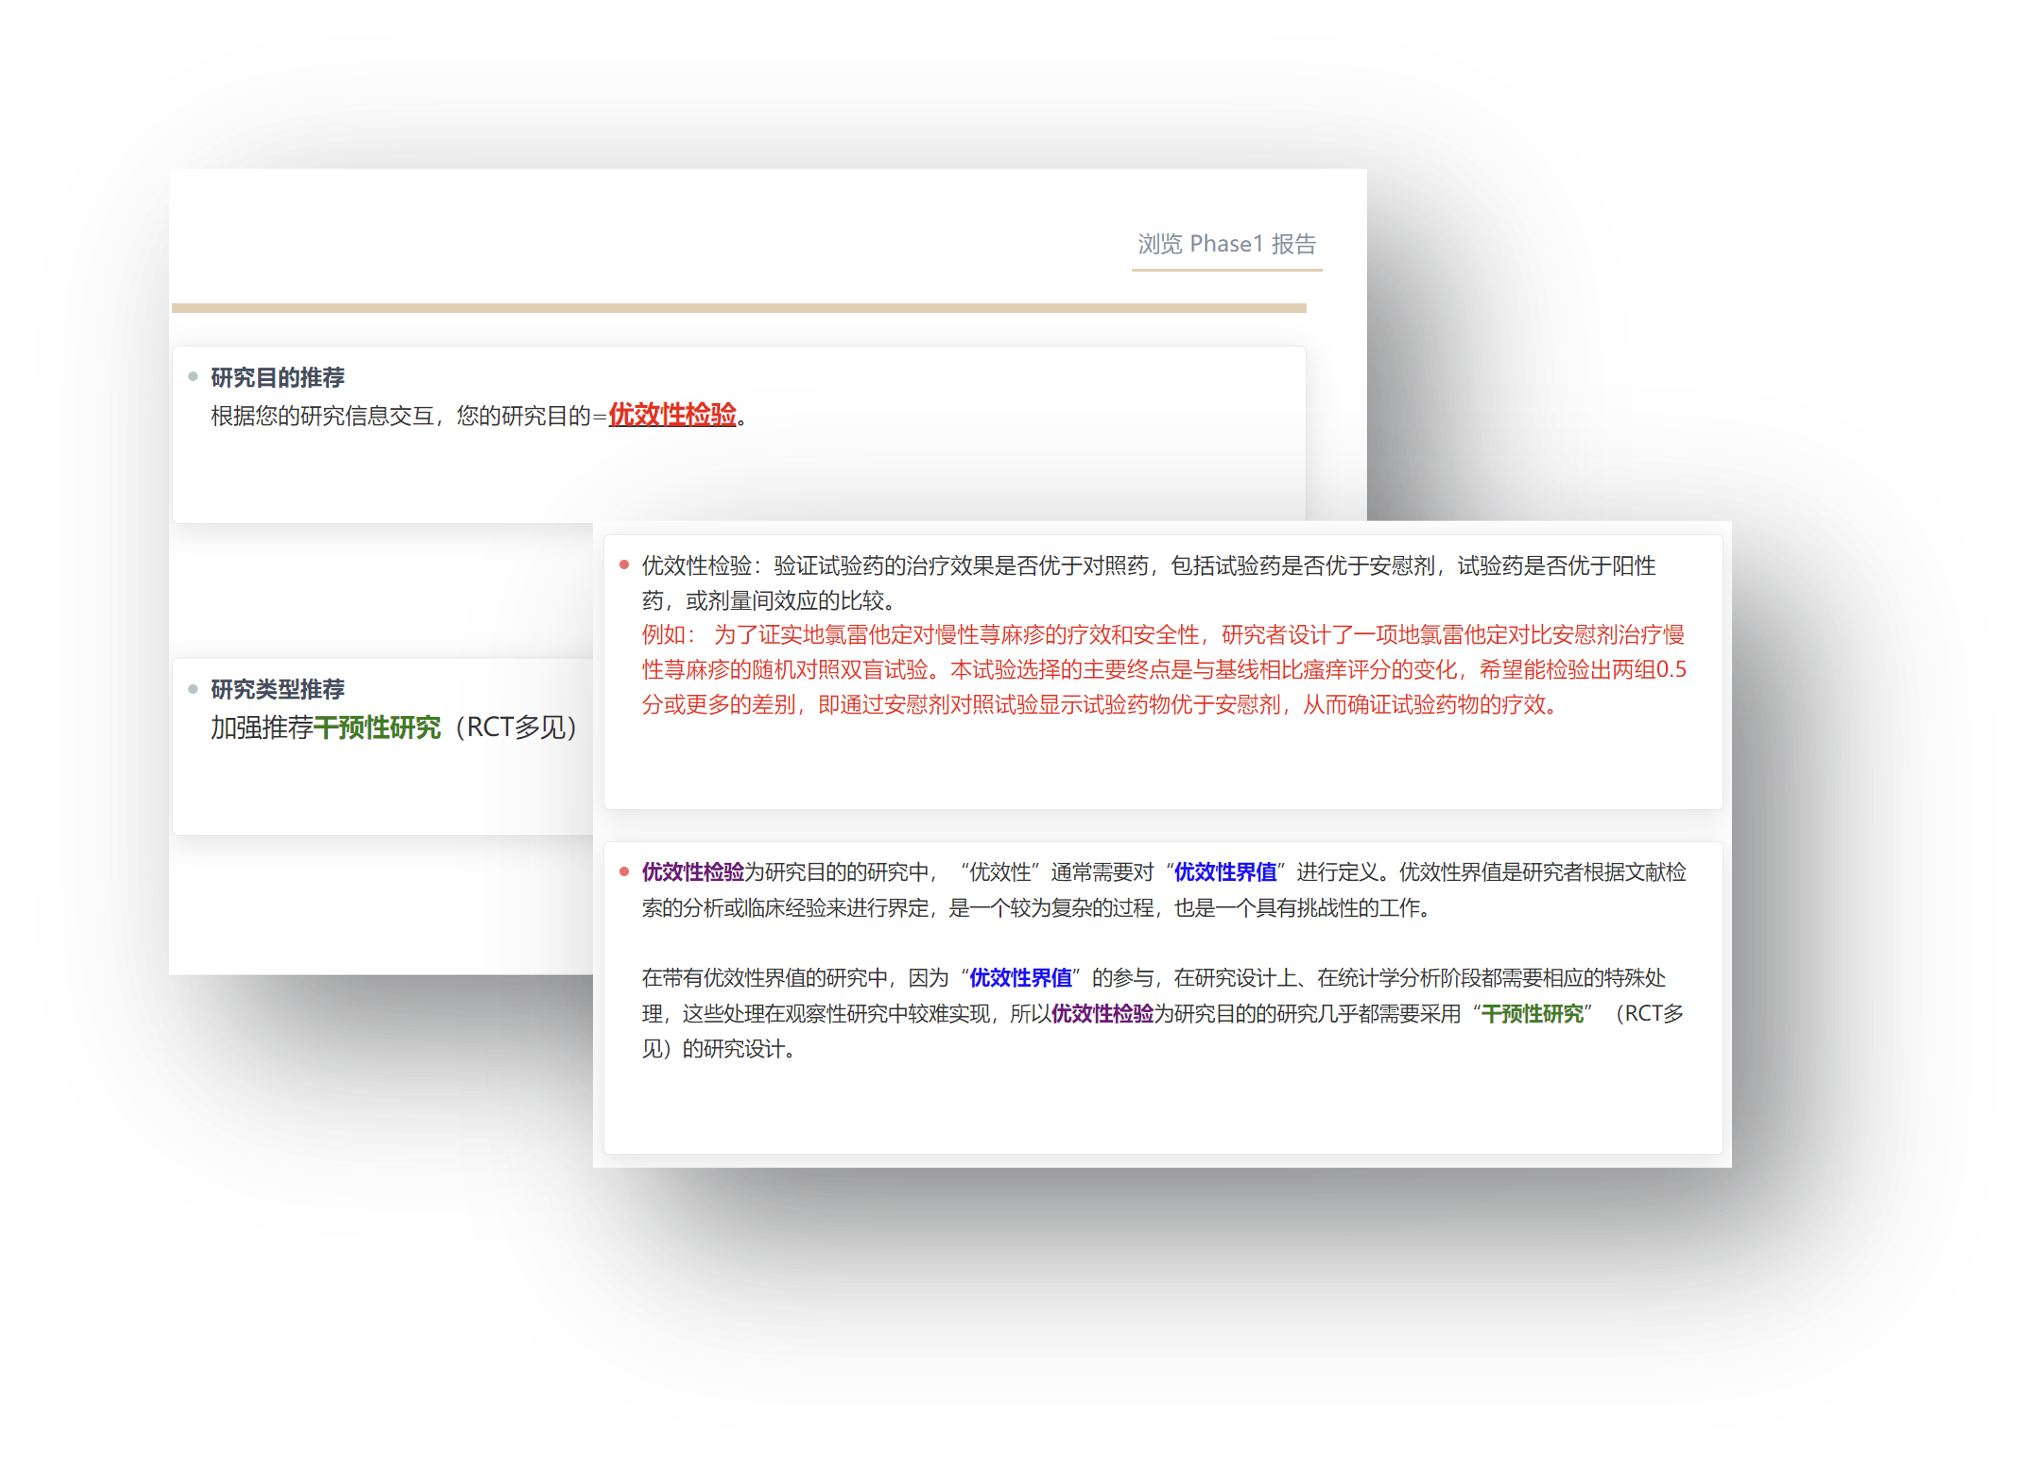 浏览 Phase1 报告
研究目的推荐
根据您的研究信息交互，您的研究目的=优效性检验。
研究类型推荐
加强推荐干预性研究（RCT多见）
优效性检验：验证试验药的治疗效果是否优于对照药，包括试验药是否优于安慰剂，试验药是否优于阳性
药，或剂量间效应的比较。
例如： 为了证实地氯雷他定对慢性荨麻疹的疗效和安全性，研究者设计了一项地氯雷他定对比安慰剂治疗慢
性荨麻疹的随机对照双盲试验。本试验选择的主要终点是与基线相比瘙痒评分的变化，希望能检验出两组0.5
分或更多的差别，即通过安慰剂对照试验显示试验药物优于安慰剂，从而确证试验药物的疗效。
优效性检验为研究目的的研究中，“优效性”通常需要对“优效性界值”进行定义。优效性界值是研究者根据文献检
索的分析或临床经验来进行界定，是一个较为复杂的过程，也是一个具有挑战性的工作。
在带有优效性界值的研究中，因为“优效性界值”的参与，在研究设计上、在统计学分析阶段都需要相应的特殊处
理，这些处理在观察性研究中较难实现，所以优效性检验为研究目的的研究几乎都需要采用“干预性研究”（RCT多
见）的研究设计。